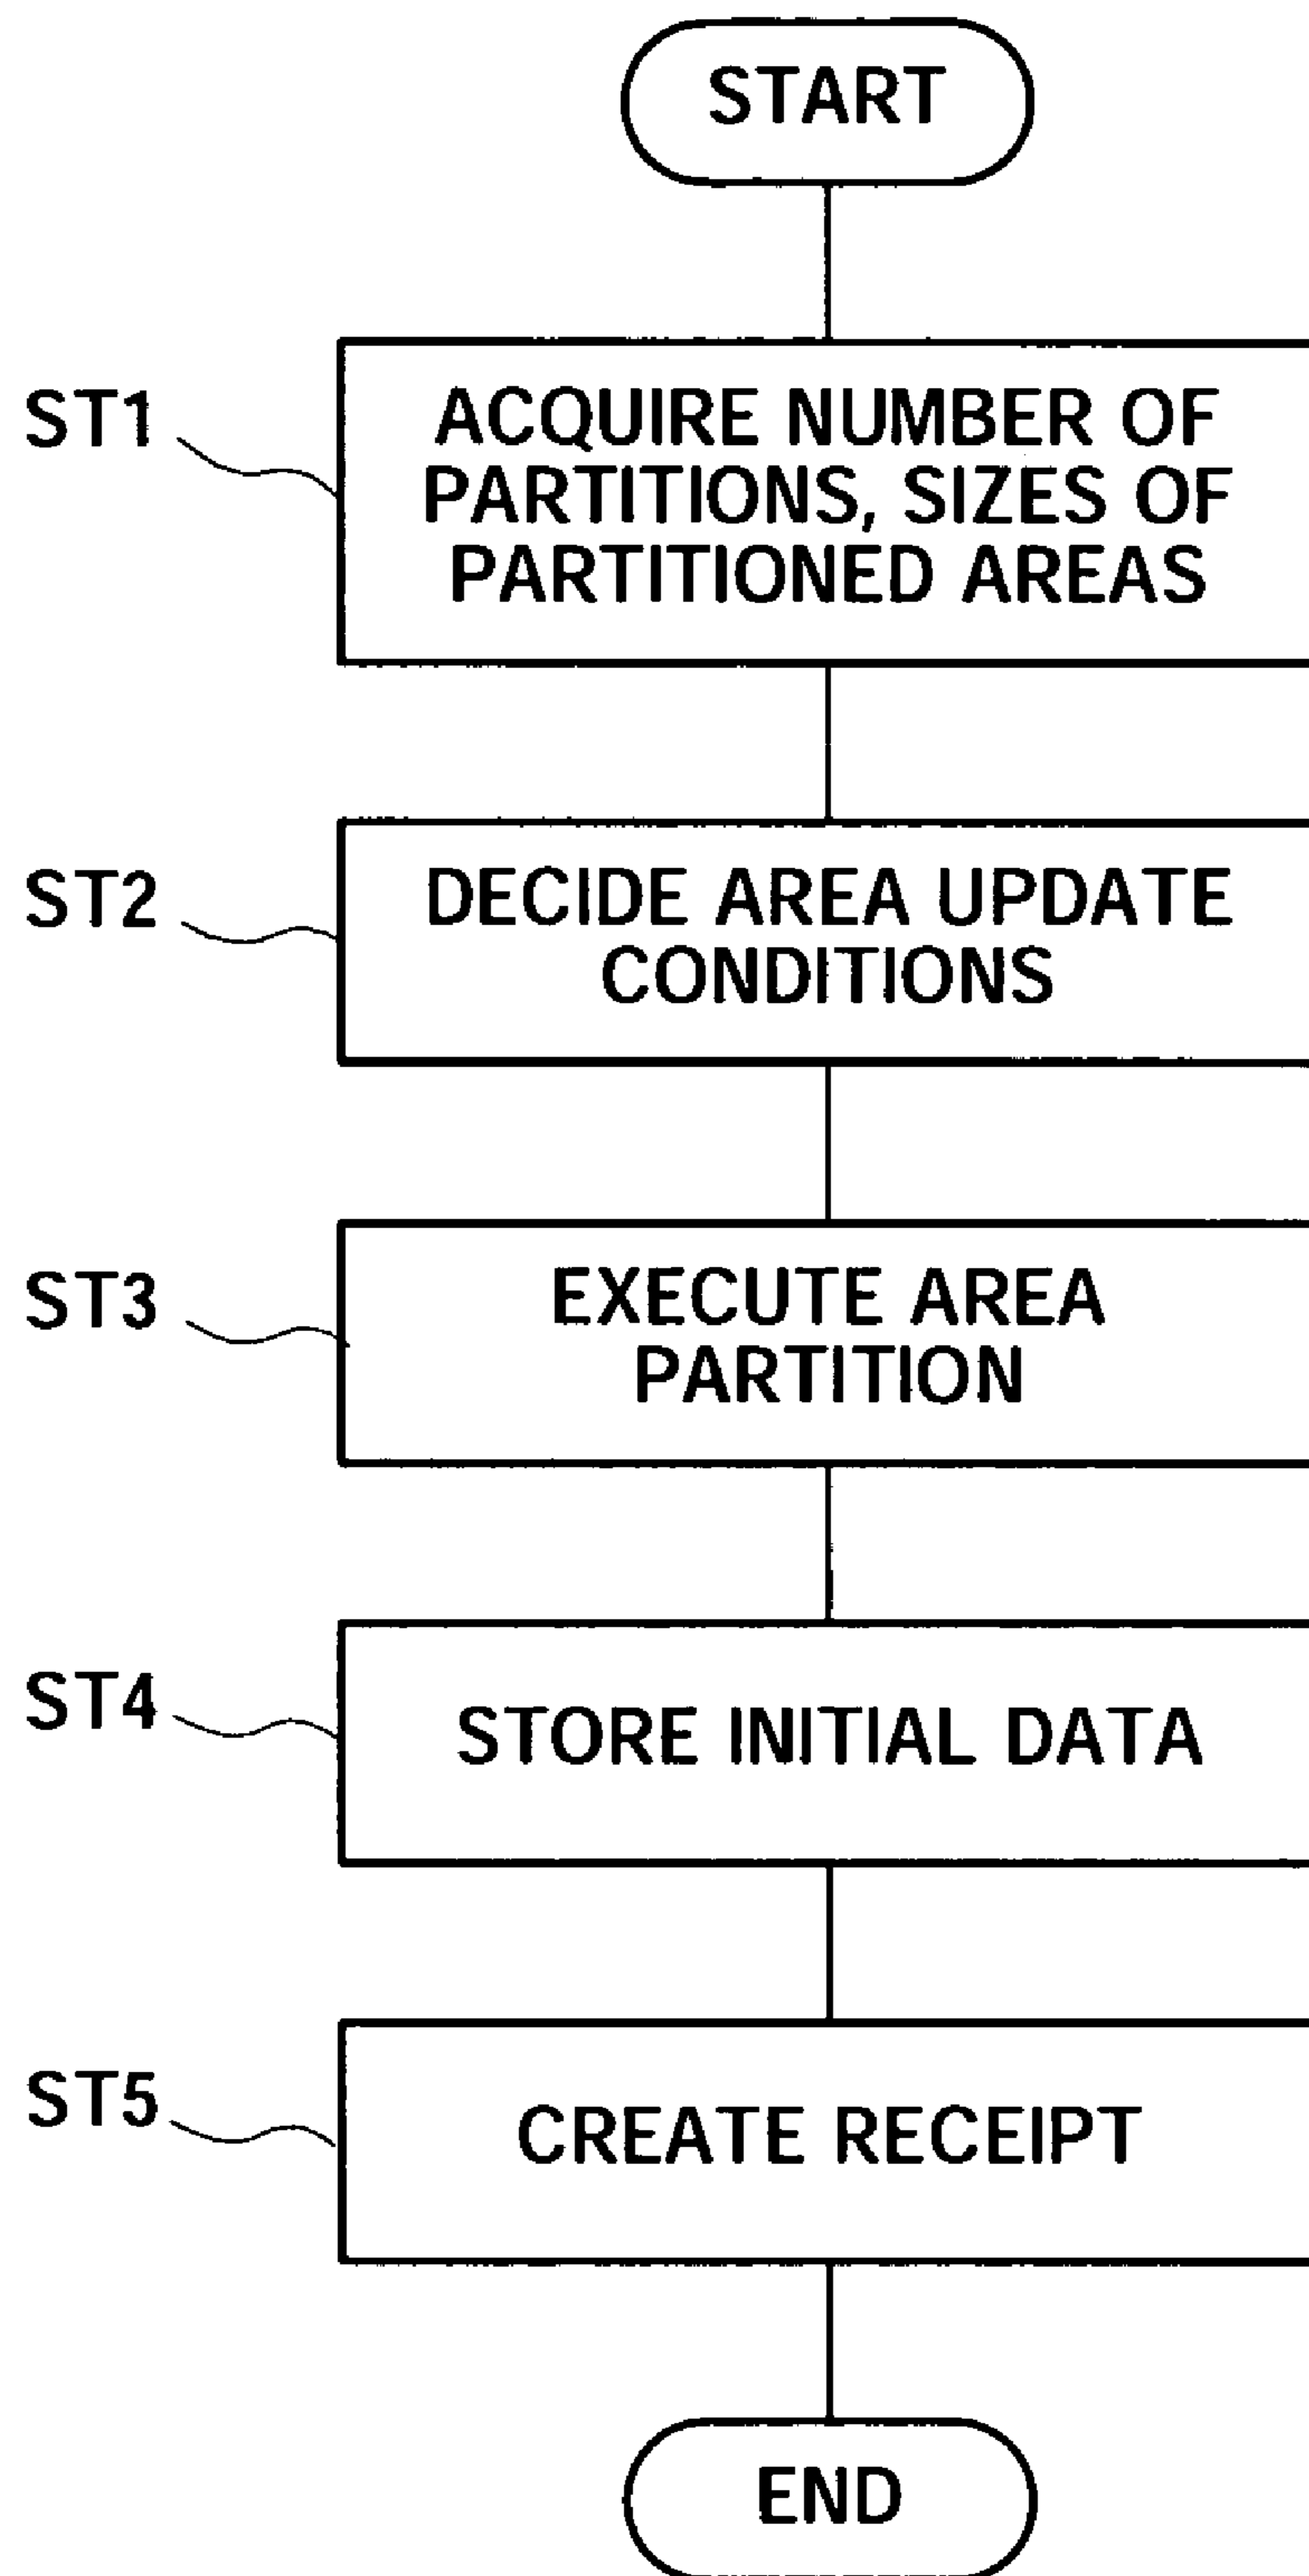 START
ST1
ACQUIRE NUMBER OF
PARTITIONS, SIZES OF
PARTITIONED AREAS
ST2
DECIDE AREA UPDATE
CONDITIONS
ST3
EXECUTE AREA
PARTITION
ST4
STORE INITIAL DATA
ST5
CREATE RECEIPT
END